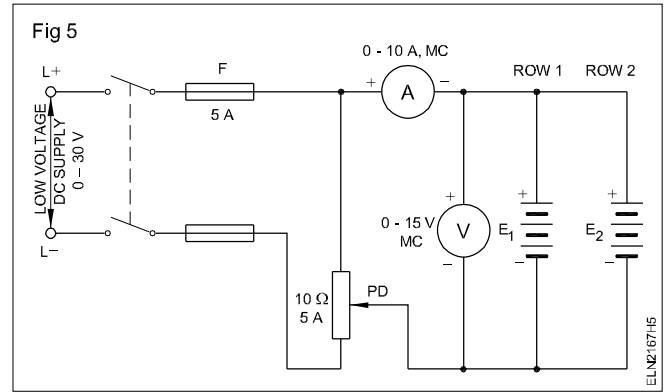 Fig 5
0 - 10 A, MC
ROW 1
ROW 2
L+
F
+
A
−
5 A
LOW VOLTAGE
DC SUPPLY
0 – 30 V
L−
+
0 - 15 V
MC
V
−
+
E1
−
+
E2
−
10 Ω
5 A
PD
ELN2167H5